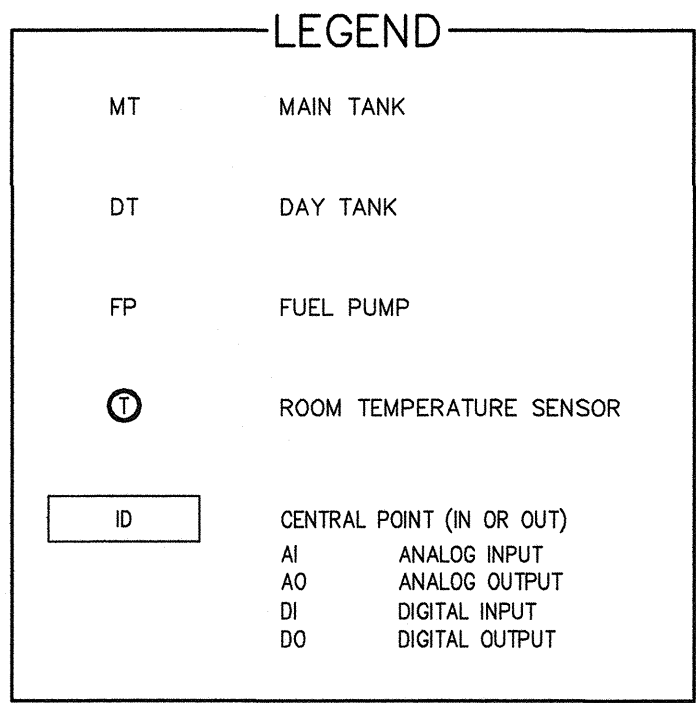 LEGEND
MT MAIN TANK
DT DAY TANK
FP FUEL PUMP
T ROOM TEMPERATURE SENSOR
ID CENTRAL POINT (IN OR OUT)
AI ANALOG INPUT
AO ANALOG OUTPUT
DI DIGITAL INPUT
DO DIGITAL OUTPUT